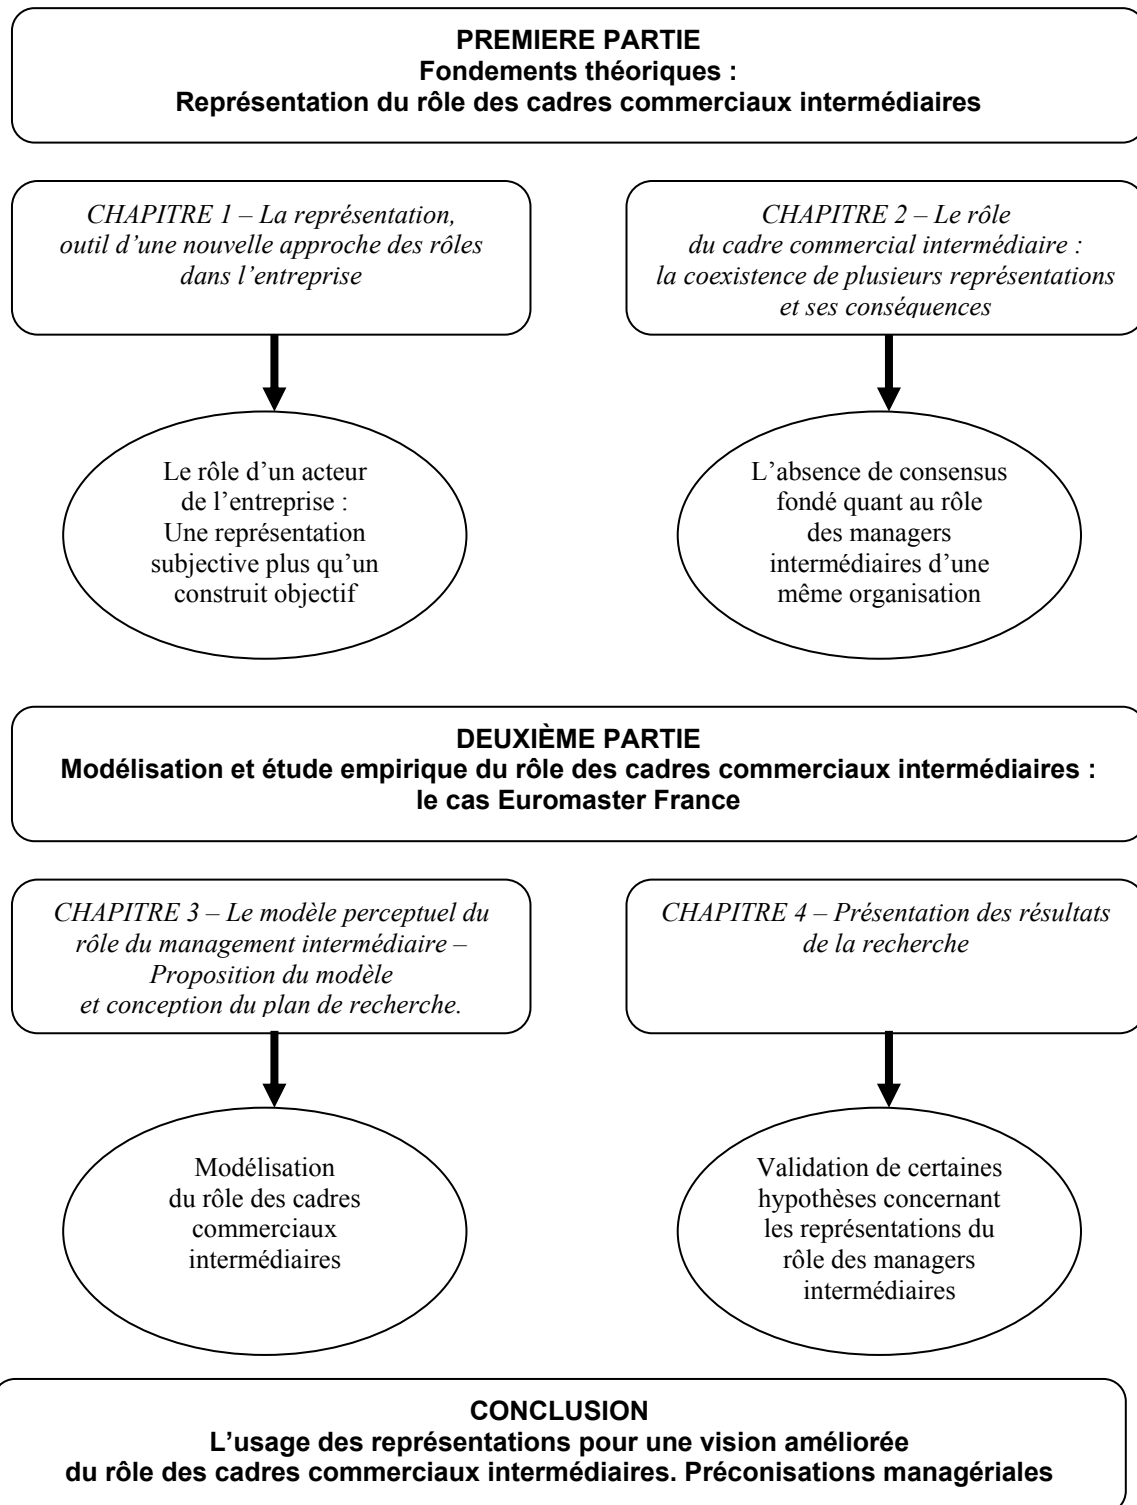 PREMIERE PARTIE
Fondements théoriques :
Représentation du rôle des cadres commerciaux intermédiaires
CHAPITRE 1 – La représentation,
outil d’une nouvelle approche des rôles
dans l’entreprise
CHAPITRE 2 – Le rôle
du cadre commercial intermédiaire :
la coexistence de plusieurs représentations
et ses conséquences
Le rôle d’un acteur
de l’entreprise :
Une représentation
subjective plus qu’un
construit objectif
L’absence de consensus
fondé quant au rôle
des managers
intermédiaires d’une
même organisation
DEUXIÈME PARTIE
Modélisation et étude empirique du rôle des cadres commerciaux intermédiaires :
le cas Euromaster France
CHAPITRE 3 – Le modèle perceptuel du
rôle du management intermédiaire –
Proposition du modèle
et conception du plan de recherche.
CHAPITRE 4 – Présentation des résultats
de la recherche
Modélisation
du rôle des cadres
commerciaux
intermédiaires
Validation de certaines
hypothèses concernant
les représentations du
rôle des managers
intermédiaires
CONCLUSION
L’usage des représentations pour une vision améliorée
du rôle des cadres commerciaux intermédiaires. Préconisations managériales